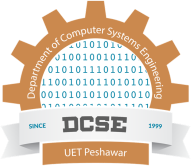 Department of Computer Systems Engineering
SINCE DCSE 1999
UET Peshawar